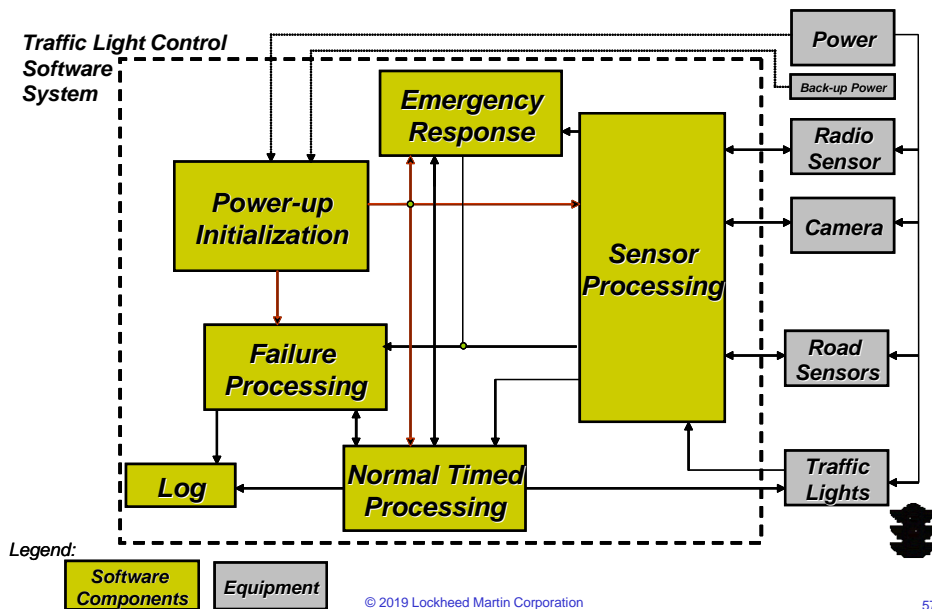 Traffic Light Control
Software
System
Power
Back-up Power
Emergency
Response
Radio
Sensor
Power-up
Initialization
Camera
Sensor
Processing
Failure
Processing
Road
Sensors
Normal Timed
Processing
Log
Traffic
Lights
Legend:
Software
Components
Equipment
© 2019 Lockheed Martin Corporation
57